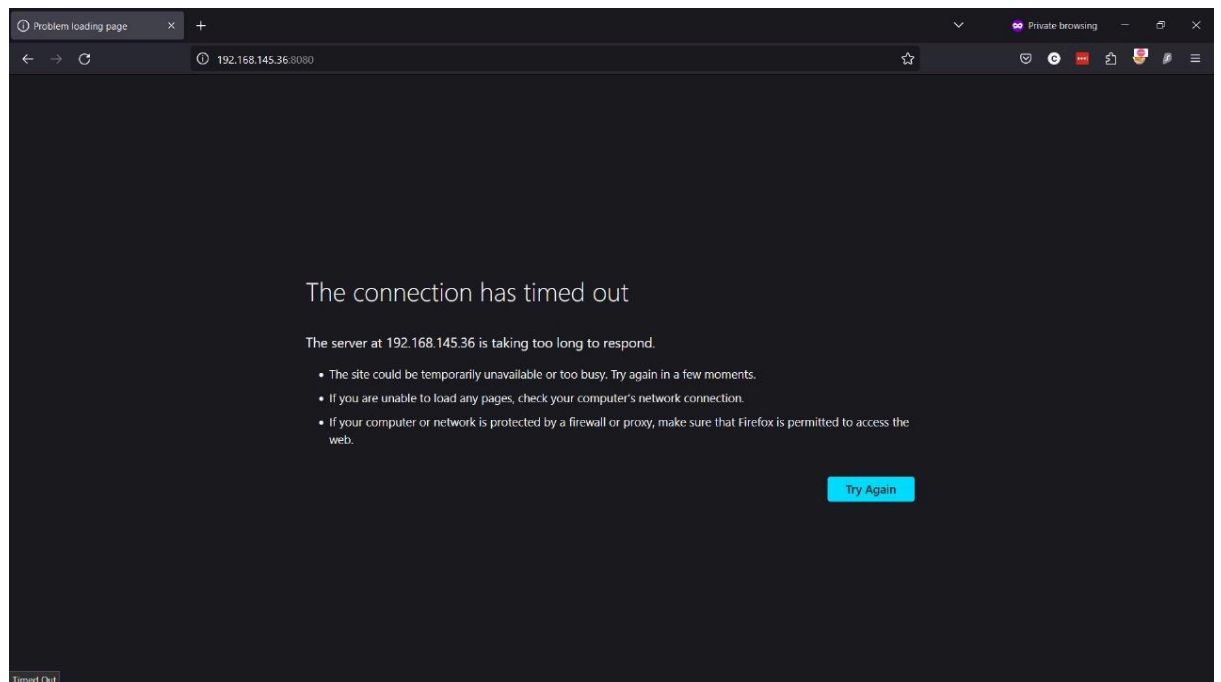 Problem loading page
Private browsing
192.168.145.36:8080
The connection has timed out
The server at 192.168.145.36 is taking too long to respond.
• The site could be temporarily unavailable or too busy. Try again in a few moments.
• If you are unable to load any pages, check your computer's network connection.
• If your computer or network is protected by a firewall or proxy, make sure that Firefox is permitted to access the
web.
Try Again
Timed Out